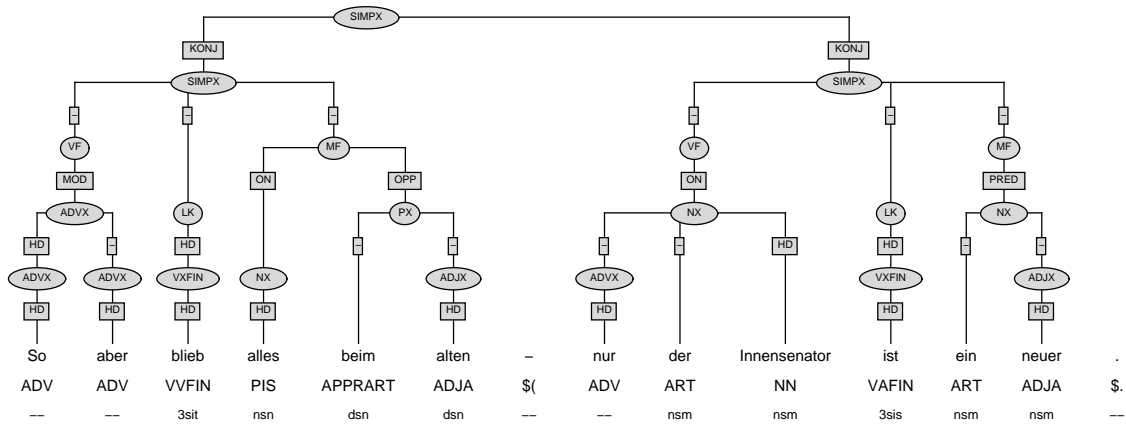 SIMPX
KONJ KONJ
SIMPX SIMPX
– – – – – –
VF MF VF MF
MOD ON OPP ON PRED
ADVX LK PX NX LK NX
HD – HD – – – – HD HD – –
ADVX ADVX VXFIN NX ADJX ADVX VXFIN ADJX
HD HD HD HD HD HD HD HD
So aber blieb alles beim alten – nur der Innensenator ist ein neuer .
ADV ADV VVFIN PIS APPRART ADJA $( ADV ART NN VAFIN ART ADJA $.
–– –– 3sit nsn dsn dsn –– –– nsm nsm 3sis nsm nsm ––